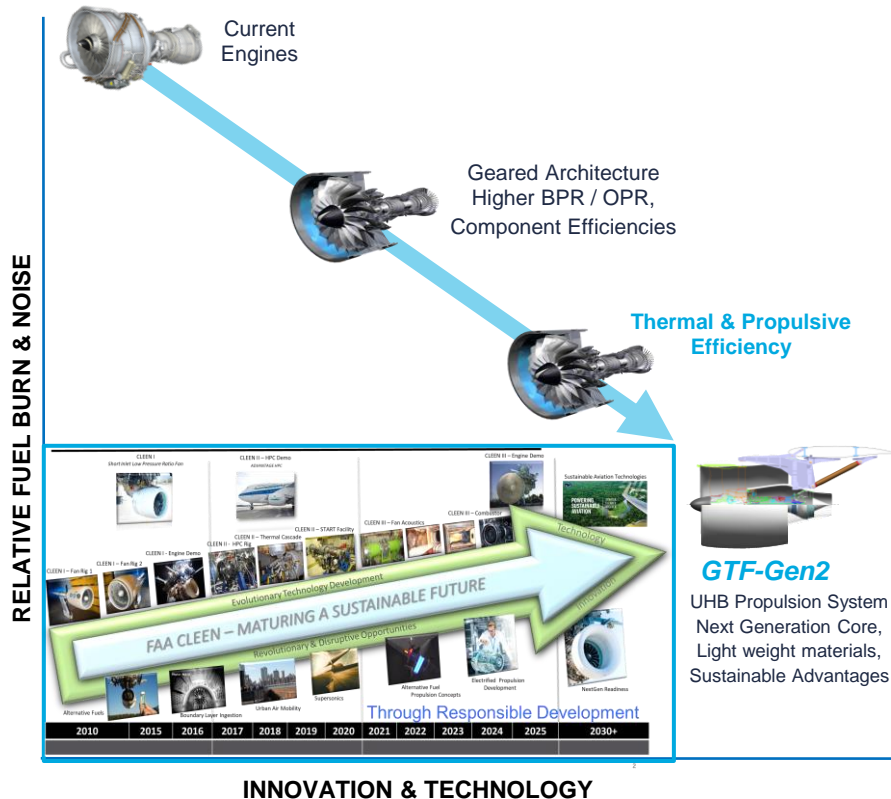 Current
Engines
Geared Architecture
Higher BPR / OPR,
Component Efficiencies
Thermal & Propulsive
Efficiency
RELATIVE FUEL BURN & NOISE
CLEEN I
Short Inlet Low Pressure Ratio Fan
CLEEN II – HPC Demo
CLEEN III – Engine Demo
Sustainable Aviation Technologies
POWERING
SUSTAINABLE
AVIATION
CLEEN I – Fan Rig 1
CLEEN I – Fan Rig 2
CLEEN I - Engine Demo
CLEEN II - HPC Rig
CLEEN II – Thermal Cascade
CLEEN II – START Facility
CLEEN III – Fan Acoustics
CLEEN III – Combustor
Technology
Evolutionary Technology Development
FAA CLEEN – MATURING A SUSTAINABLE FUTURE
Revolutionary & Disruptive Opportunities
Innovation
Alternative Fuels
Boundary Layer Ingestion
Urban Air Mobility
Supersonics
Alternative Fuel
Propulsion Concepts
Electrified Propulsion
Development
NextGen Readiness
Through Responsible Development
2010 2015 2016 2017 2018 2019 2020 2021 2022 2023 2024 2025 2030+
GTF-Gen2
UHB Propulsion System
Next Generation Core,
Light weight materials,
Sustainable Advantages
2
INNOVATION & TECHNOLOGY